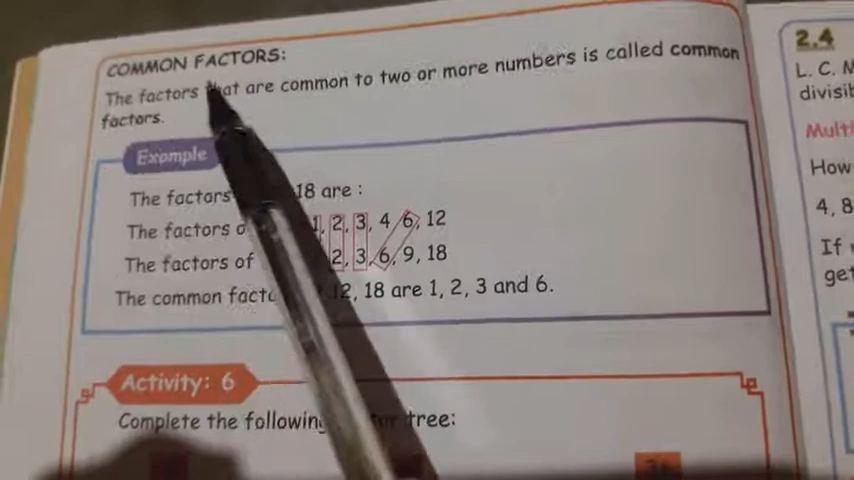 COMMON FACTORS:
The factors that are common to two or more numbers is called common
factors.
Example
The factors 18 are :
The factors 1, 2, 3, 4, 6, 12
The factors of 2, 3, 6, 9, 18
The common 12, 18 are 1, 2, 3 and 6.
Activity: 6
Complete the following tree:
2.4
L. C. M
How
4, 8
If